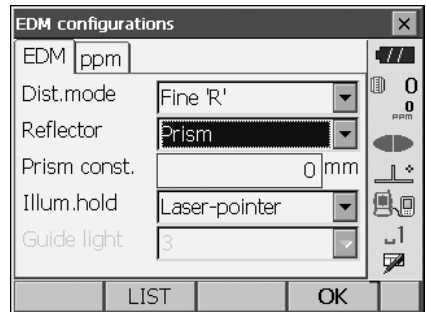 EDM configurations
EDM ppm
Dist.mode Fine 'R'
0
Reflector Prism
0
PPM
Prism const. 0 mm
Illum.hold Laser-pointer
Guide light 3
1
LIST OK